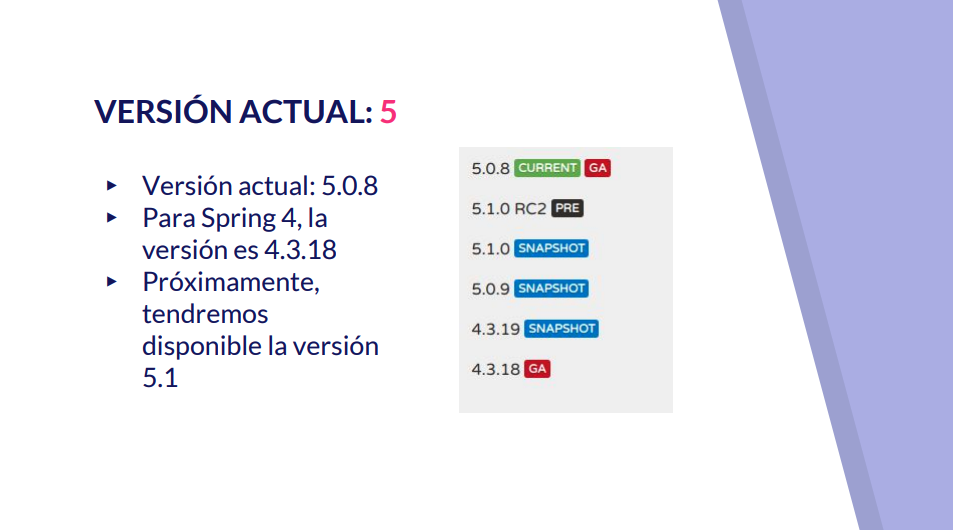 VERSIÓN ACTUAL: 5
▸ Versión actual: 5.0.8
▸ Para Spring 4, la
versión es 4.3.18
▸ Próximamente,
tendremos
disponible la versión
5.1
5.0.8 CURRENT GA
5.1.0 RC2 PRE
5.1.0 SNAPSHOT
5.0.9 SNAPSHOT
4.3.19 SNAPSHOT
4.3.18 GA